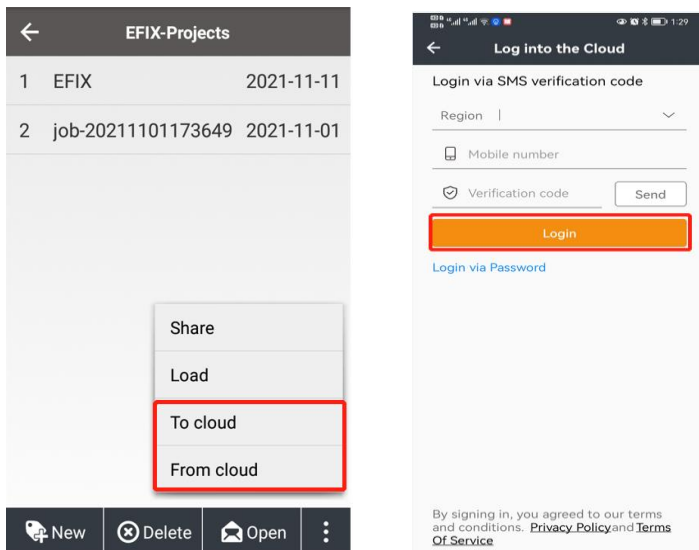 EFIX-Projects
1 EFIX 2021-11-11
2 job-20211101173649 2021-11-01
Share
Load
To cloud
From cloud
New Delete Open
1:29
Log into the Cloud
Login via SMS verification code
Region
Mobile number
Verification code Send
Login
Login via Password
By signing in, you agreed to our terms
and conditions. Privacy Policyand Terms
Of Service